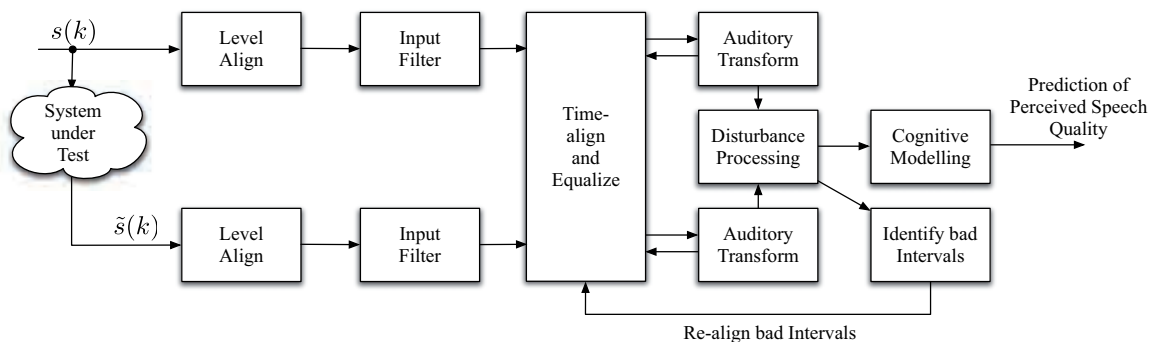 s(k)
Level
Align
Input
Filter
Time-
align
and
Equalize
Auditory
Transform
System
under
Test
Disturbance
Processing
Cognitive
Modelling
Prediction of
Perceived Speech
Quality
s̃(k)
Level
Align
Input
Filter
Auditory
Transform
Identify bad
Intervals
Re-align bad Intervals